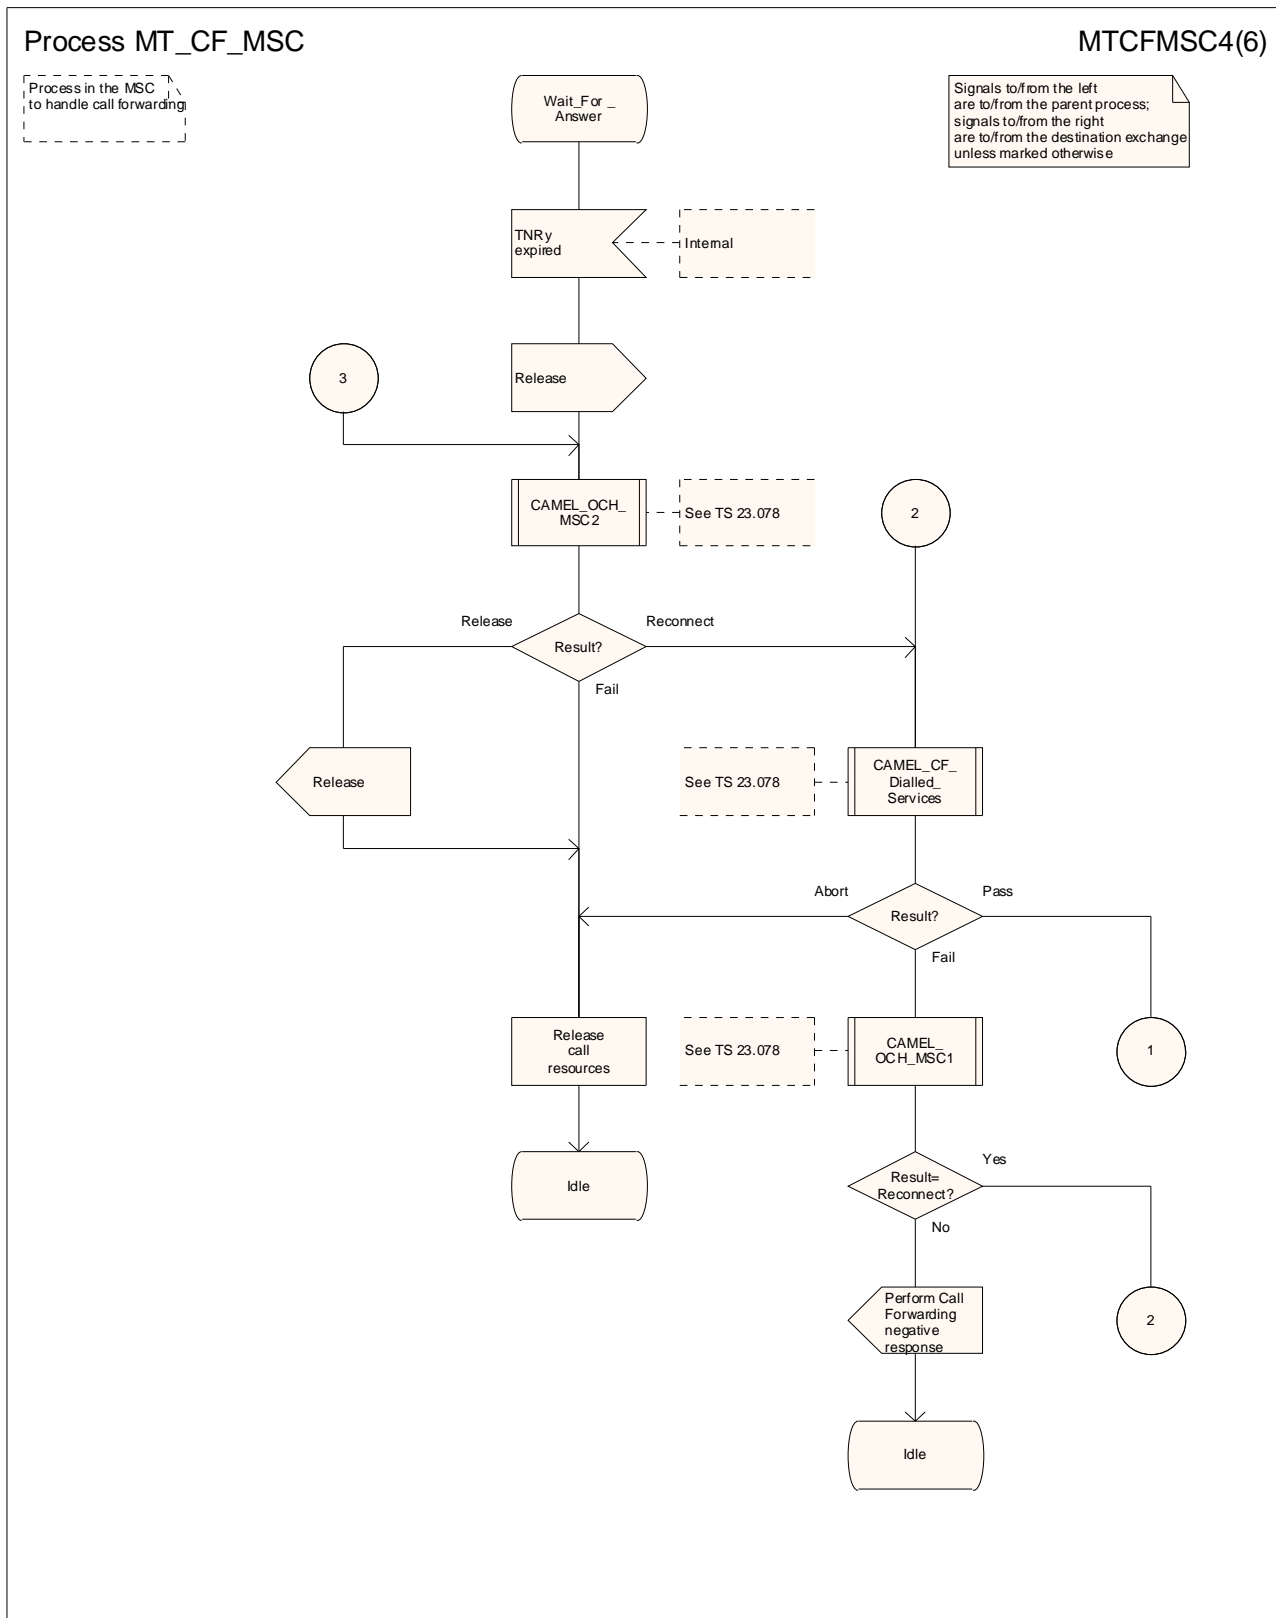 Process MT_CF_MSC
MTCFMSC4(6)
Process in the MSC
to handle call forwarding
Signals to/from the left
are to/from the parent process;
signals to/from the right
are to/from the destination exchange
unless marked otherwise
Wait_For_
Answer
TNRy
expired
Internal
3
Release
CAMEL_OCH_
MSC2
See TS 23.078
2
Release
Result?
Reconnect
Fail
Release
See TS 23.078
CAMEL_CF_
Dialled_
Services
Abort
Result?
Pass
Fail
Release
call
resources
See TS 23.078
CAMEL_
OCH_MSC1
1
Idle
Result=
Reconnect?
Yes
No
Perform Call
Forwarding
negative
response
2
Idle